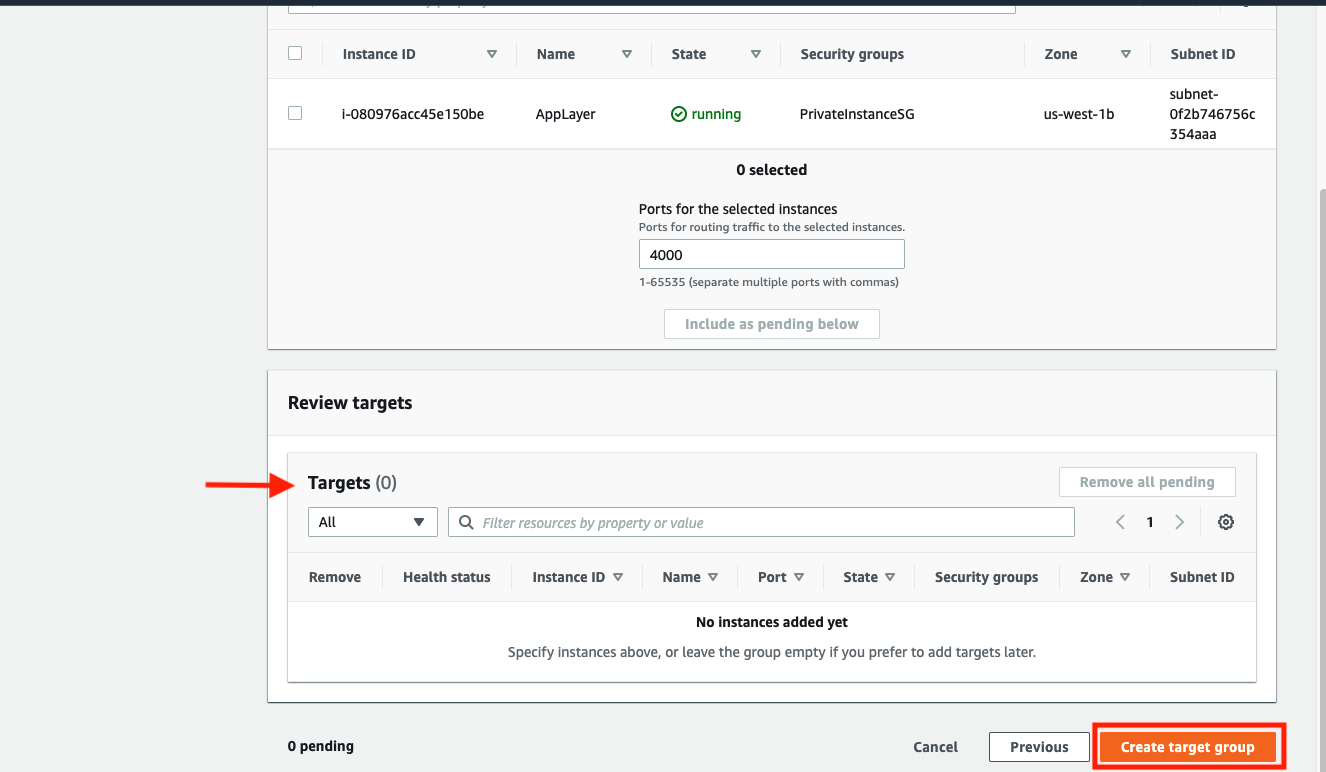 Instance ID
Name
State
Security groups
Zone
Subnet ID
i-080976acc45e150be
AppLayer
running
PrivateInstanceSG
us-west-1b
subnet-
0f2b746756c
354aaa
0 selected
Ports for the selected instances
Ports for routing traffic to the selected instances.
4000
1-65535 (separate multiple ports with commas)
Include as pending below
Review targets
Targets (0)
Remove all pending
All
Filter resources by property or value
1
Remove
Health status
Instance ID
Name
Port
State
Security groups
Zone
Subnet ID
No instances added yet
Specify instances above, or leave the group empty if you prefer to add targets later.
0 pending
Cancel
Previous
Create target group